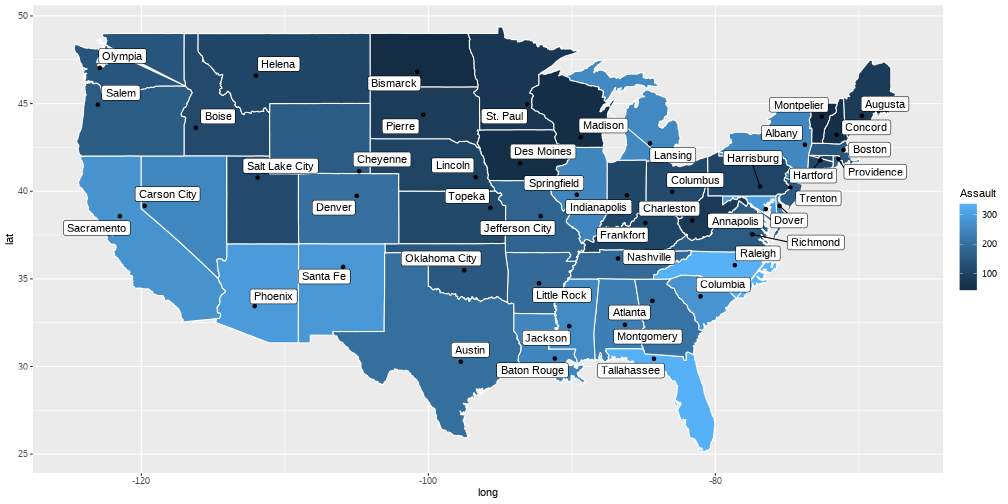 50
45
40
35
30
25
lat
-120
-100
-80
long
Olympia
Helena
Bismarck
Salem
Boise
Pierre
St. Paul
Madison
Montpelier
Augusta
Albany
Concord
Boston
Lansing
Harrisburg
Hartford
Providence
Salt Lake City
Cheyenne
Lincoln
Des Moines
Carson City
Denver
Topeka
Springfield
Columbus
Trenton
Sacramento
Indianapolis
Charleston
Annapolis
Dover
Jefferson City
Frankfort
Richmond
Santa Fe
Oklahoma City
Nashville
Raleigh
Phoenix
Little Rock
Columbia
Atlanta
Jackson
Montgomery
Austin
Baton Rouge
Tallahassee
Assault
300
200
100